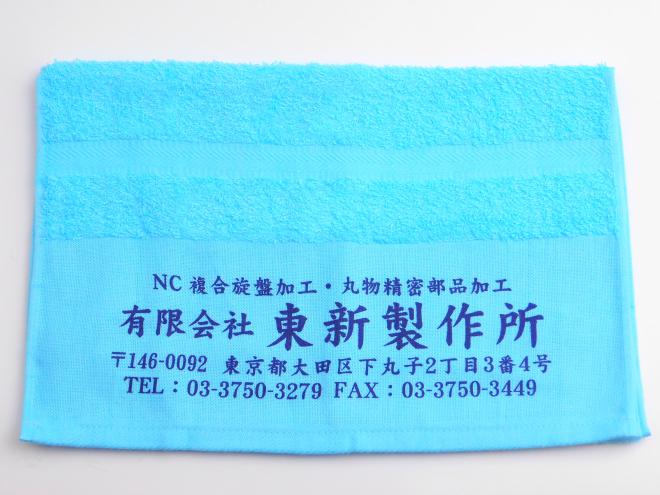 NC 複合旋盤加工・丸物精密部品加工
有限会社 東新製作所
〒146-0092 東京都大田区下丸子2丁目3番4号
TEL：03-3750-3279 FAX：03-3750-3449